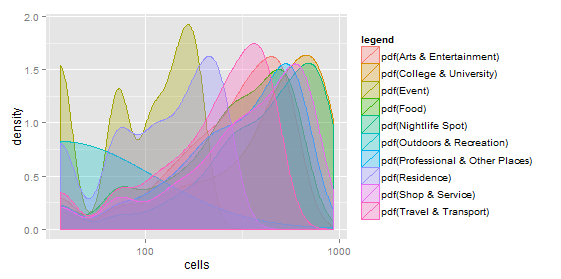 2.0
1.5
1.0
0.5
0.0
density
100
1000
cells
legend
pdf(Arts & Entertainment)
pdf(College & University)
pdf(Event)
pdf(Food)
pdf(Nightlife Spot)
pdf(Outdoors & Recreation)
pdf(Professional & Other Places)
pdf(Residence)
pdf(Shop & Service)
pdf(Travel & Transport)